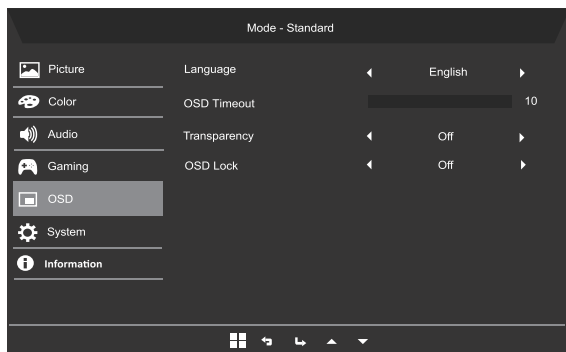 Mode - Standard
Picture
Color
Audio
Gaming
OSD
System
Information
Language English
OSD Timeout 10
Transparency Off
OSD Lock Off